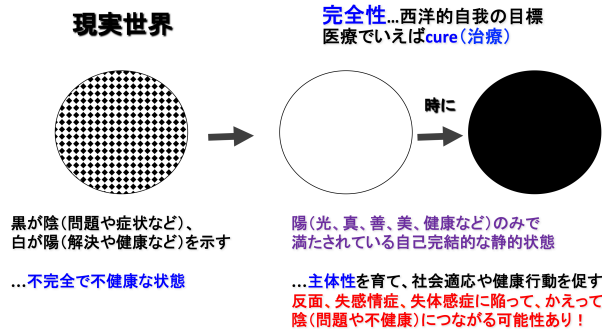 現実世界
完全性…西洋的自我の目標
医療でいえばcure（治療）
時に
黒が陰（問題や症状など）、
白が陽（解決や健康など）を示す
…不完全で不健康な状態
陽（光、真、善、美、健康など）のみで
満たされている自己完結的な静的状態
…主体性を育て、社会適応や健康行動を促す
反面、失感情症、失体感症に陥って、かえって
陰（問題や不健康）につながる可能性あり！